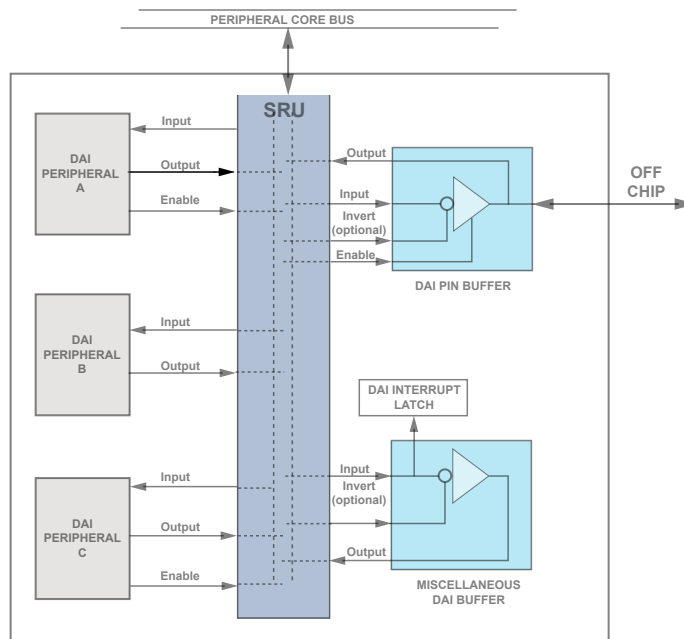 PERIPHERAL CORE BUS
SRU
Input
DAI
PERIPHERAL
A
Output
Enable
Output
Input
Invert
(optional)
Enable
DAI PIN BUFFER
OFF
CHIP
DAI
PERIPHERAL
B
Input
Output
DAI INTERRUPT
LATCH
Input
Invert
(optional)
Output
MISCELLANEOUS
DAI BUFFER
DAI
PERIPHERAL
C
Input
Output
Enable